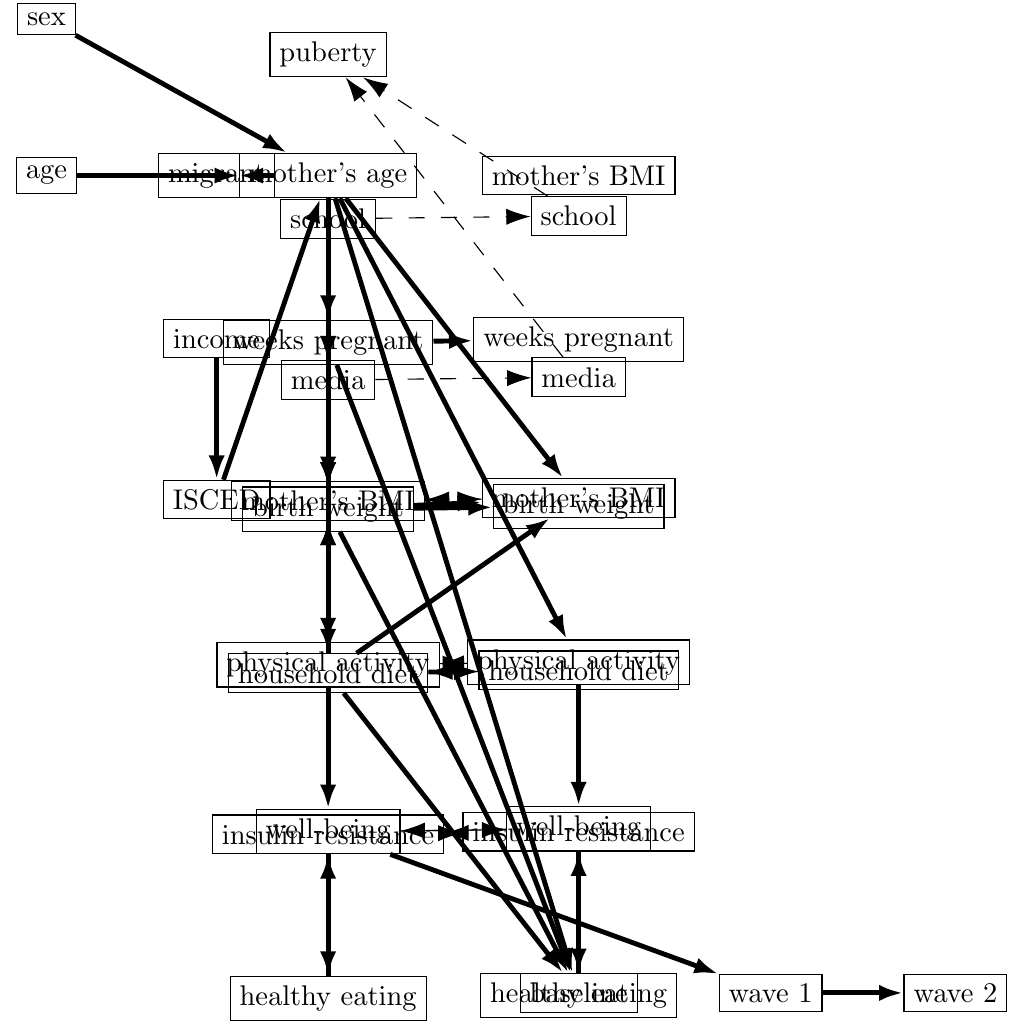 sex
puberty
age
migrant
mother's age
mother's BMI
school
school
income
weeks pregnant
weeks pregnant
media
media
ISCED
mother's BMI
birth weight
mother's BMI
birth weight
physical activity
household diet
physical activity
household diet
well-being
insulin resistance
well-being
insulin resistance
healthy eating
healthy eating
baseline
wave 1
wave 2